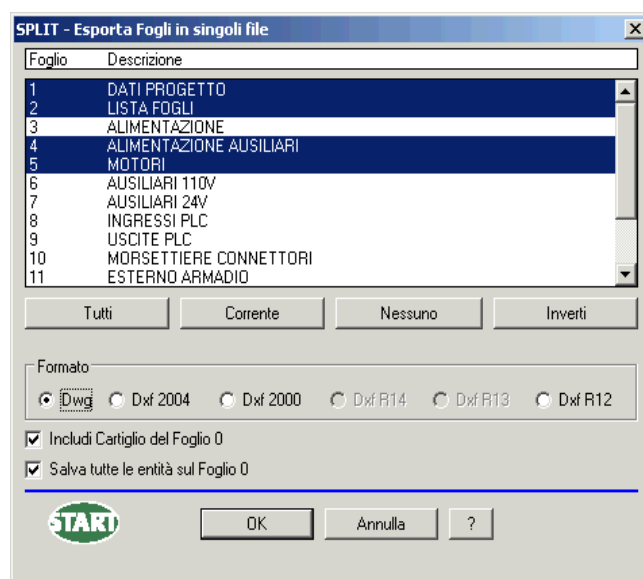 SPLIT - Esporta Fogli in singoli file
Foglio Descrizione
1 DATI PROGETTO
2 LISTA FOGLI
3 ALIMENTAZIONE
4 ALIMENTAZIONE AUSILIARI
5 MOTORI
6 AUSILIARI 110V
7 AUSILIARI 24V
8 INGRESSI PLC
9 USCITE PLC
10 MORSETTIERE CONNETTORI
11 ESTERNO ARMADIO
Tutti Corrente Nessuno Inverti
Formato
Dwg Dxf 2004 Dxf 2000 Dxf R14 Dxf R13 Dxf R12
Includi Cartiglio del Foglio 0
Salva tutte le entità sul Foglio 0
START OK Annulla ?